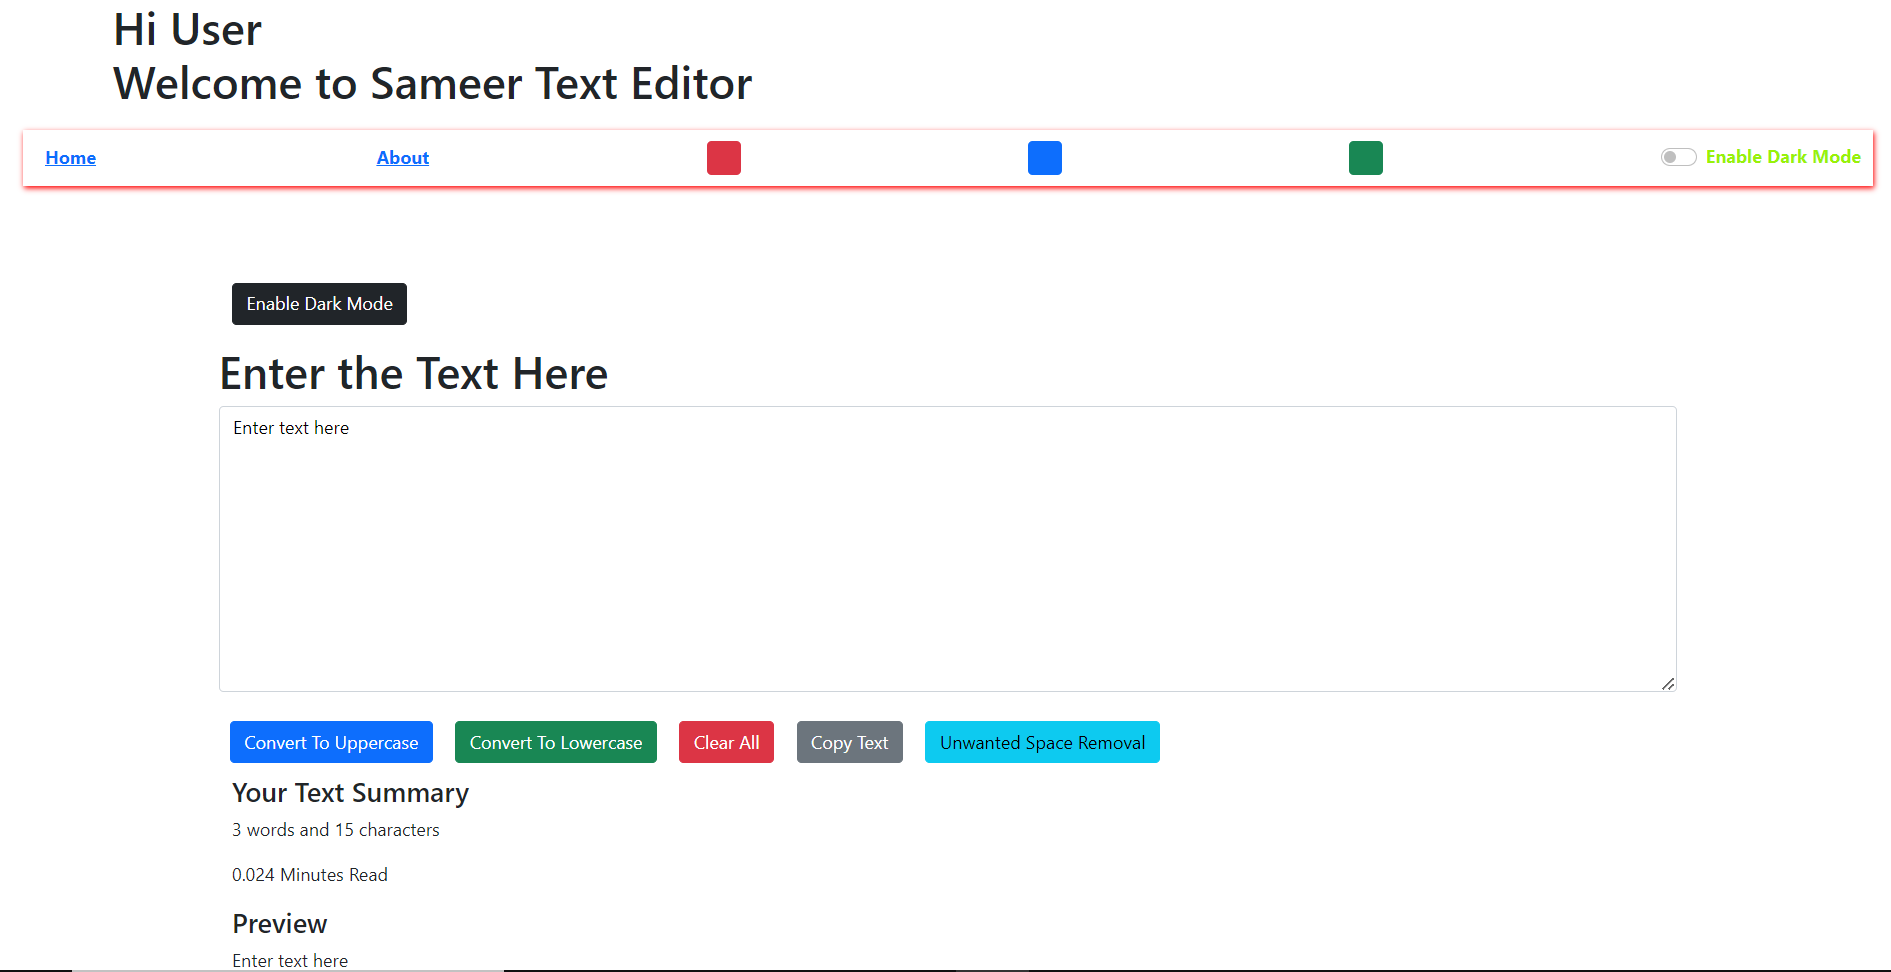 Hi User
Welcome to Sameer Text Editor
Home About Enable Dark Mode
Enable Dark Mode
Enter the Text Here
Enter text here
Convert To Uppercase Convert To Lowercase Clear All Copy Text Unwanted Space Removal
Your Text Summary
3 words and 15 characters
0.024 Minutes Read
Preview
Enter text here